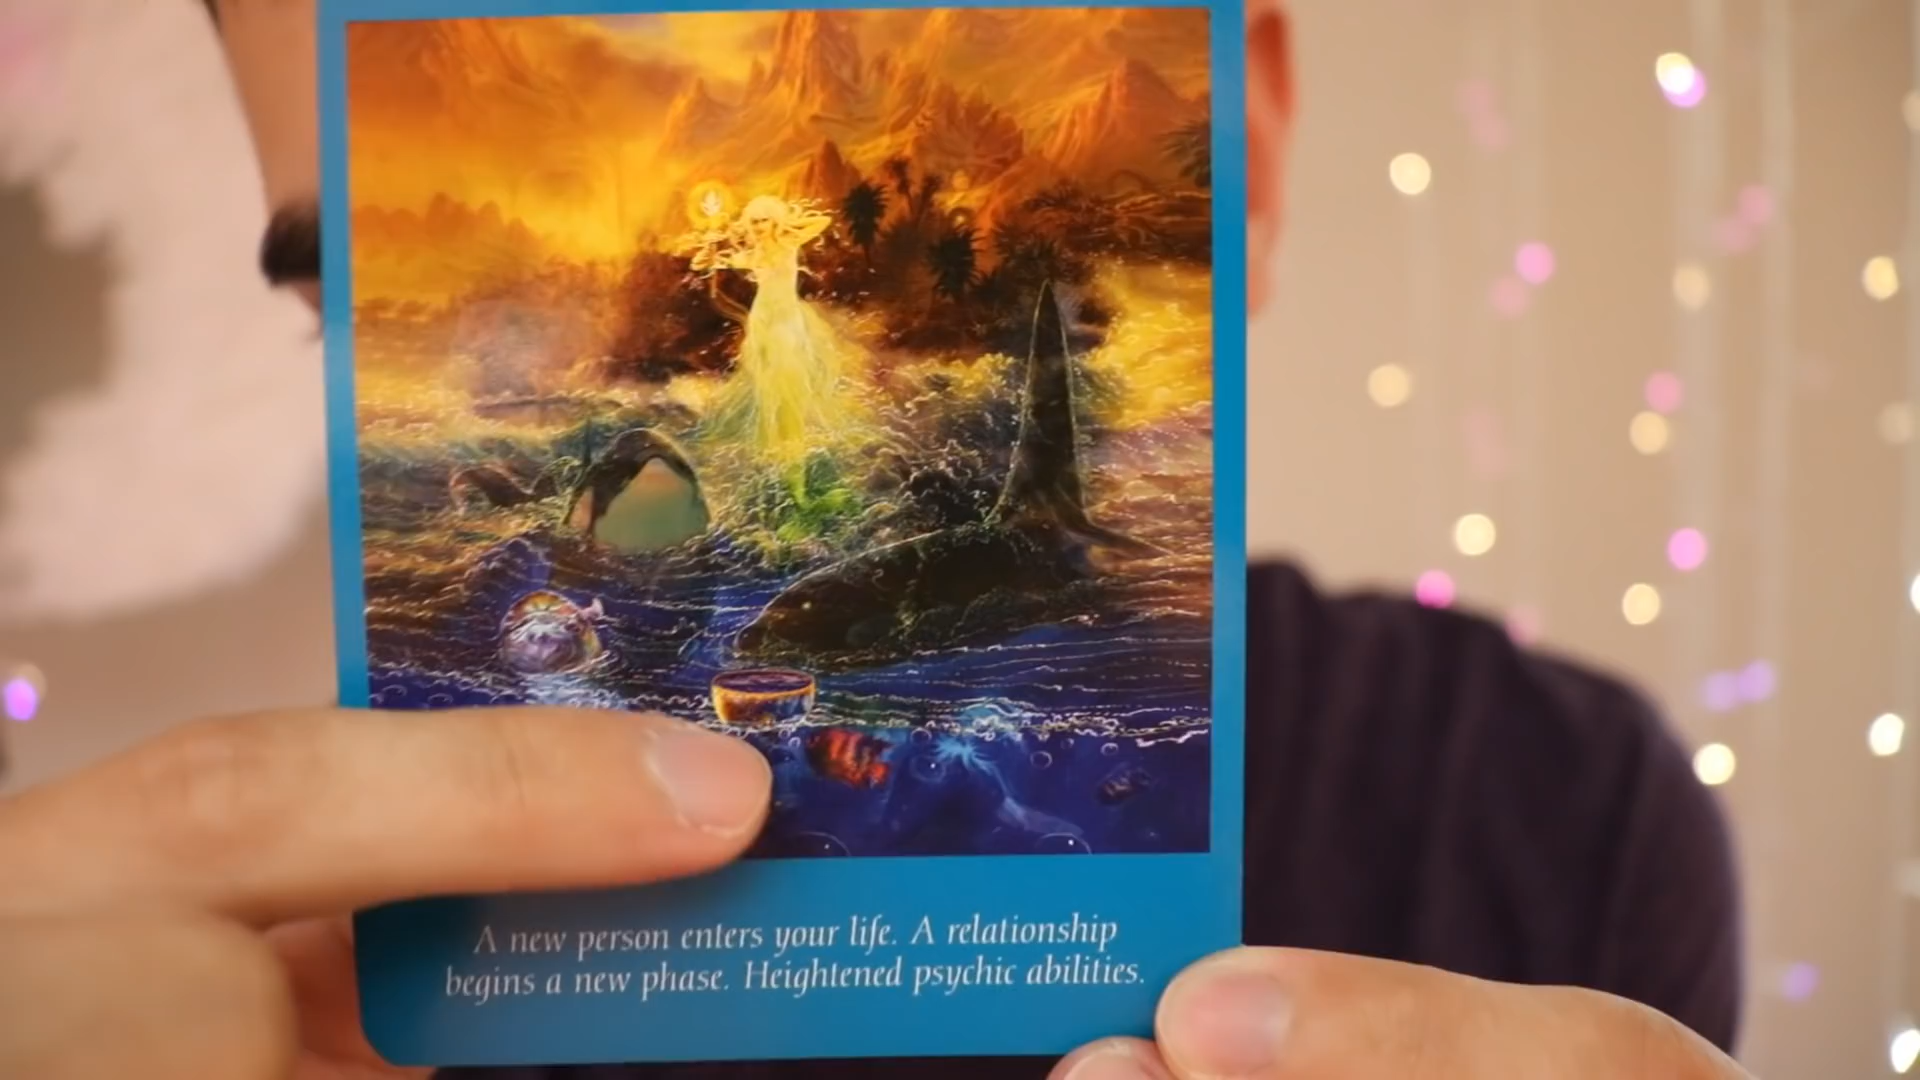 A new person enters your life. A relationship
begins a new phase. Heightened psychic abilities.